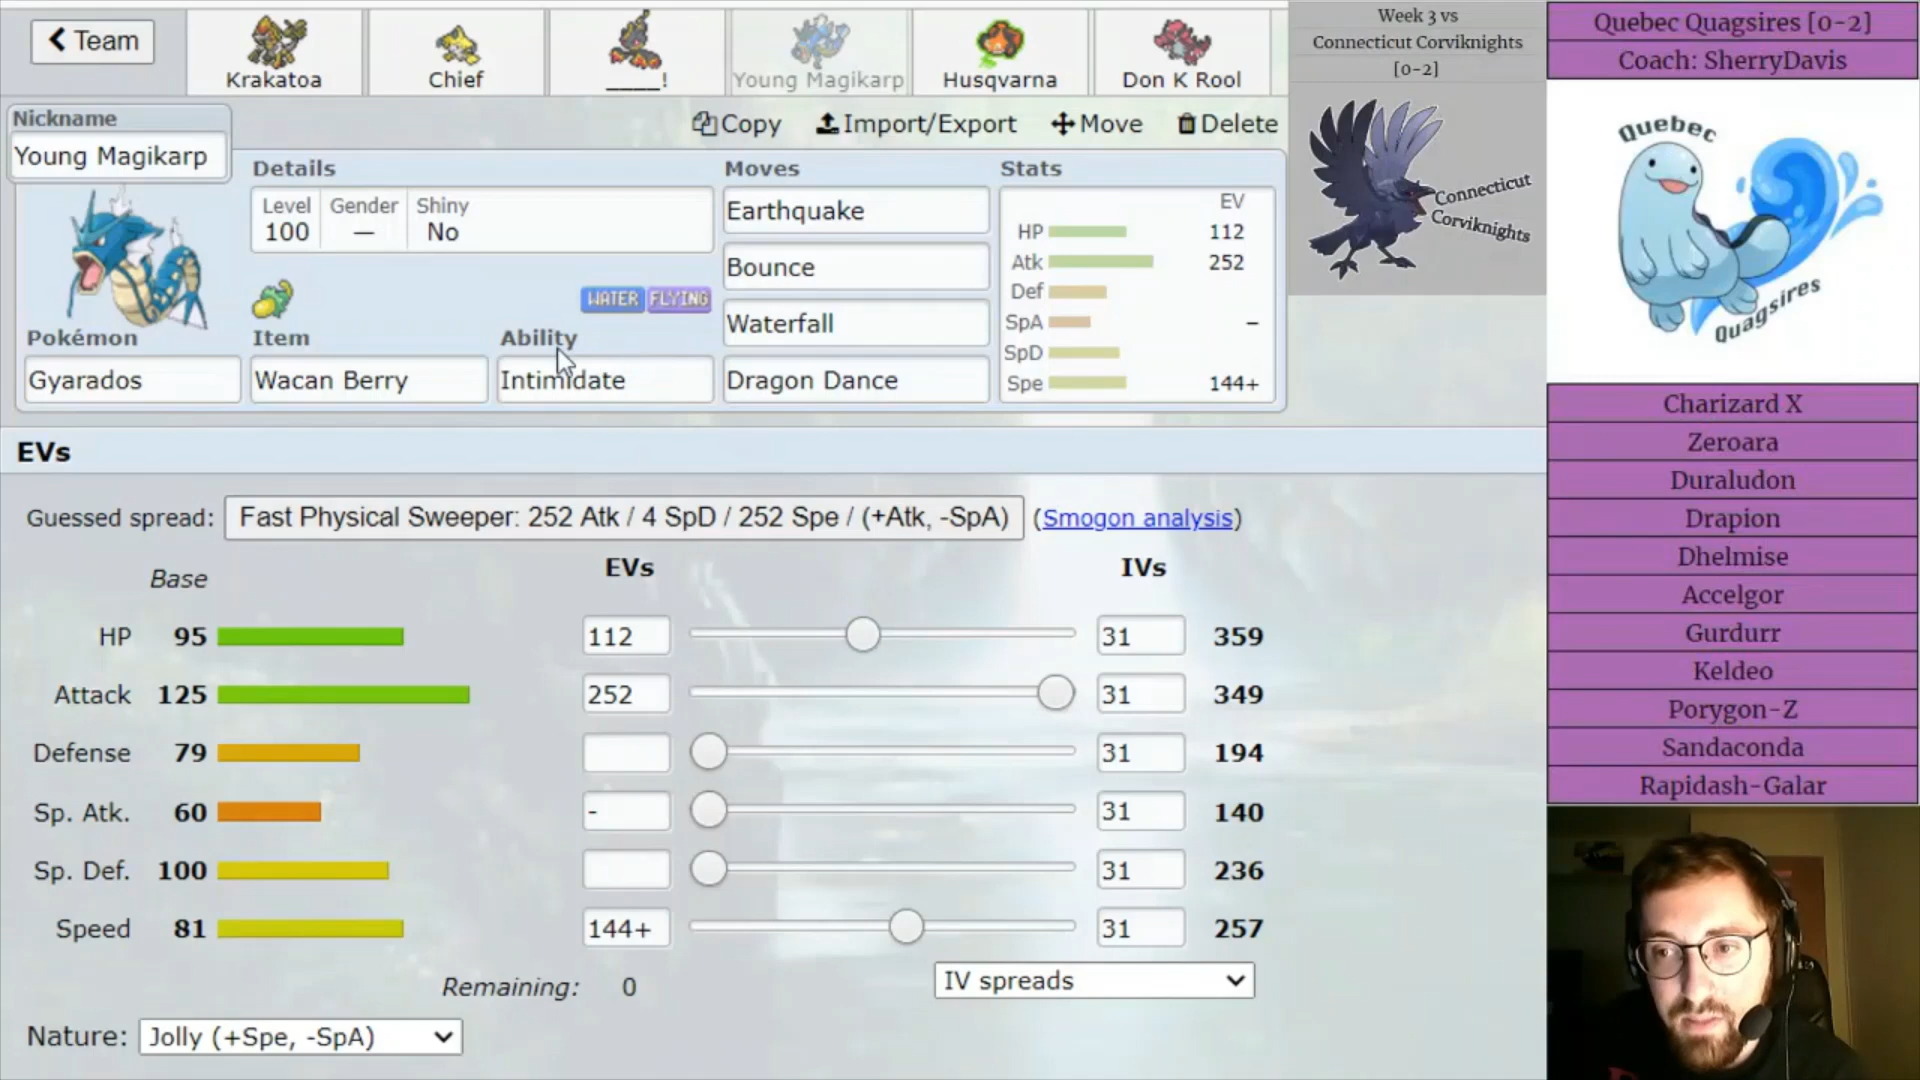 Team
Krakatoa
Chief
____!
Young Magikarp
Husqvarna
Don K Rool
Week 3 vs
Connecticut Corviknights
[0-2]
Quebec Quagsires [0-2]
Coach: SherryDavis
Copy
Import/Export
Move
Delete
Nickname
Young Magikarp
Details
Level
100
Gender
—
Shiny
No
WATER
FLYING
Pokémon
Gyarados
Item
Wacan Berry
Ability
Intimidate
Moves
Earthquake
Bounce
Waterfall
Dragon Dance
Stats
EV
HP 112
Atk 252
Def
SpA –
SpD
Spe 144+
Connecticut
Corviknights
Quebec
Quagsires
Charizard X
Zeroara
Duraludon
Drapion
Dhelmise
Accelgor
Gurdurr
Keldeo
Porygon-Z
Sandaconda
Rapidash-Galar
EVs
Guessed spread: Fast Physical Sweeper: 252 Atk / 4 SpD / 252 Spe / (+Atk, -SpA) (Smogon analysis)
Base EVs IVs
HP 95 112 31 359
Attack 125 252 31 349
Defense 79 31 194
Sp. Atk. 60 - 31 140
Sp. Def. 100 31 236
Speed 81 144+ 31 257
Remaining: 0
IV spreads
Nature: Jolly (+Spe, -SpA)